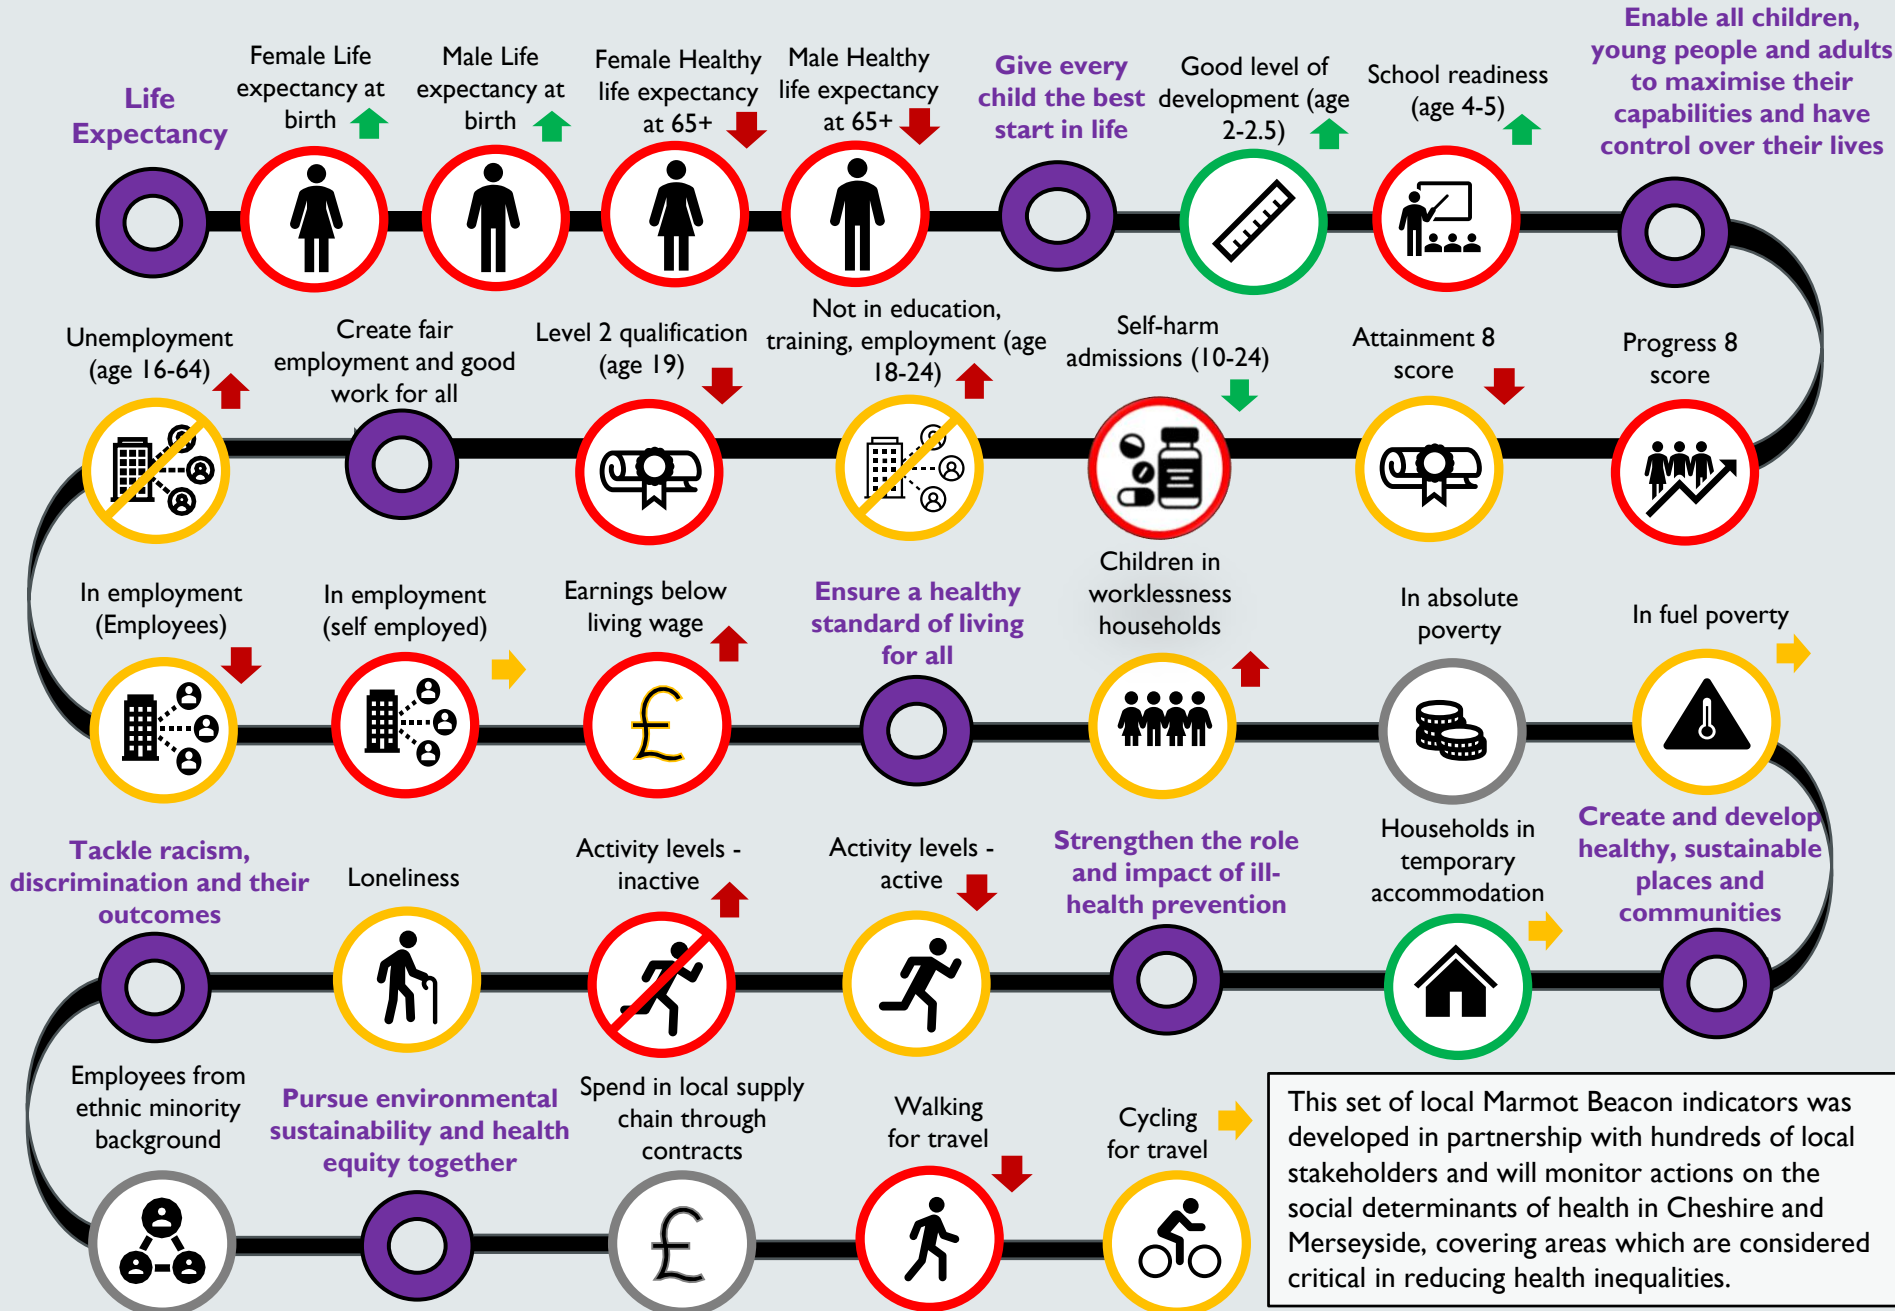 Life
Expectancy
Female Life
expectancy at
birth
Male Life
expectancy at
birth
Female Healthy
life expectancy
at 65+
Male Healthy
life expectancy
at 65+
Give every
child the best
start in life
Good level of
development (age
2-2.5)
School readiness
(age 4-5)
Enable all children,
young people and adults
to maximise their
capabilities and have
control over their lives
Unemployment
(age 16-64)
Create fair
employment and good
work for all
Level 2 qualification
(age 19)
Not in education,
training, employment (age
18-24)
Self-harm
admissions (10-24)
Attainment 8
score
Progress 8
score
In employment
(Employees)
In employment
(self employed)
Earnings below
living wage
£
Ensure a healthy
standard of living
for all
Children in
worklessness
households
In absolute
poverty
In fuel poverty
Tackle racism,
discrimination and their
outcomes
Loneliness
Activity levels -
inactive
Activity levels -
active
Strengthen the role
and impact of ill-
health prevention
Households in
temporary
accommodation
Create and develop
healthy, sustainable
places and
communities
Employees from
ethnic minority
background
Pursue environmental
sustainability and health
equity together
Spend in local supply
chain through
contracts
£
Walking
for travel
Cycling
for travel
This set of local Marmot Beacon indicators was
developed in partnership with hundreds of local
stakeholders and will monitor actions on the
social determinants of health in Cheshire and
Merseyside, covering areas which are considered
critical in reducing health inequalities.